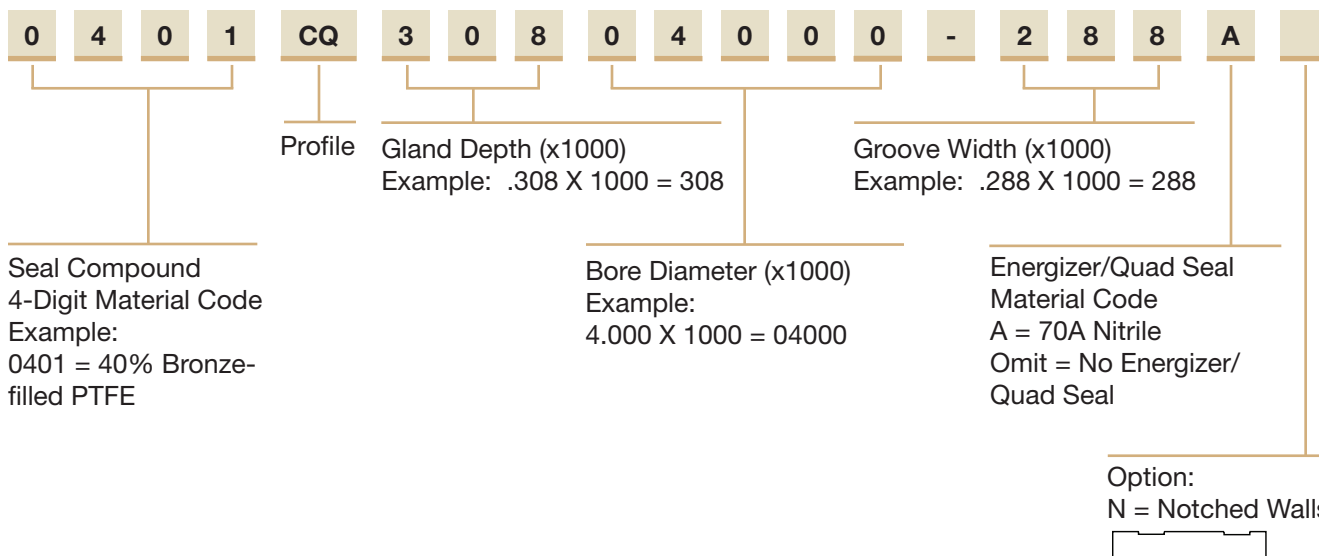 0 4 0 1 CQ 3 0 8 0 4 0 0 0 - 2 8 8 A
Profile
Gland Depth (x1000)
Example: .308 X 1000 = 308
Groove Width (x1000)
Example: .288 X 1000 = 288
Seal Compound
4-Digit Material Code
Example:
0401 = 40% Bronze-
filled PTFE
Bore Diameter (x1000)
Example:
4.000 X 1000 = 04000
Energizer/Quad Seal
Material Code
A = 70A Nitrile
Omit = No Energizer/
Quad Seal
Option:
N = Notched Walls